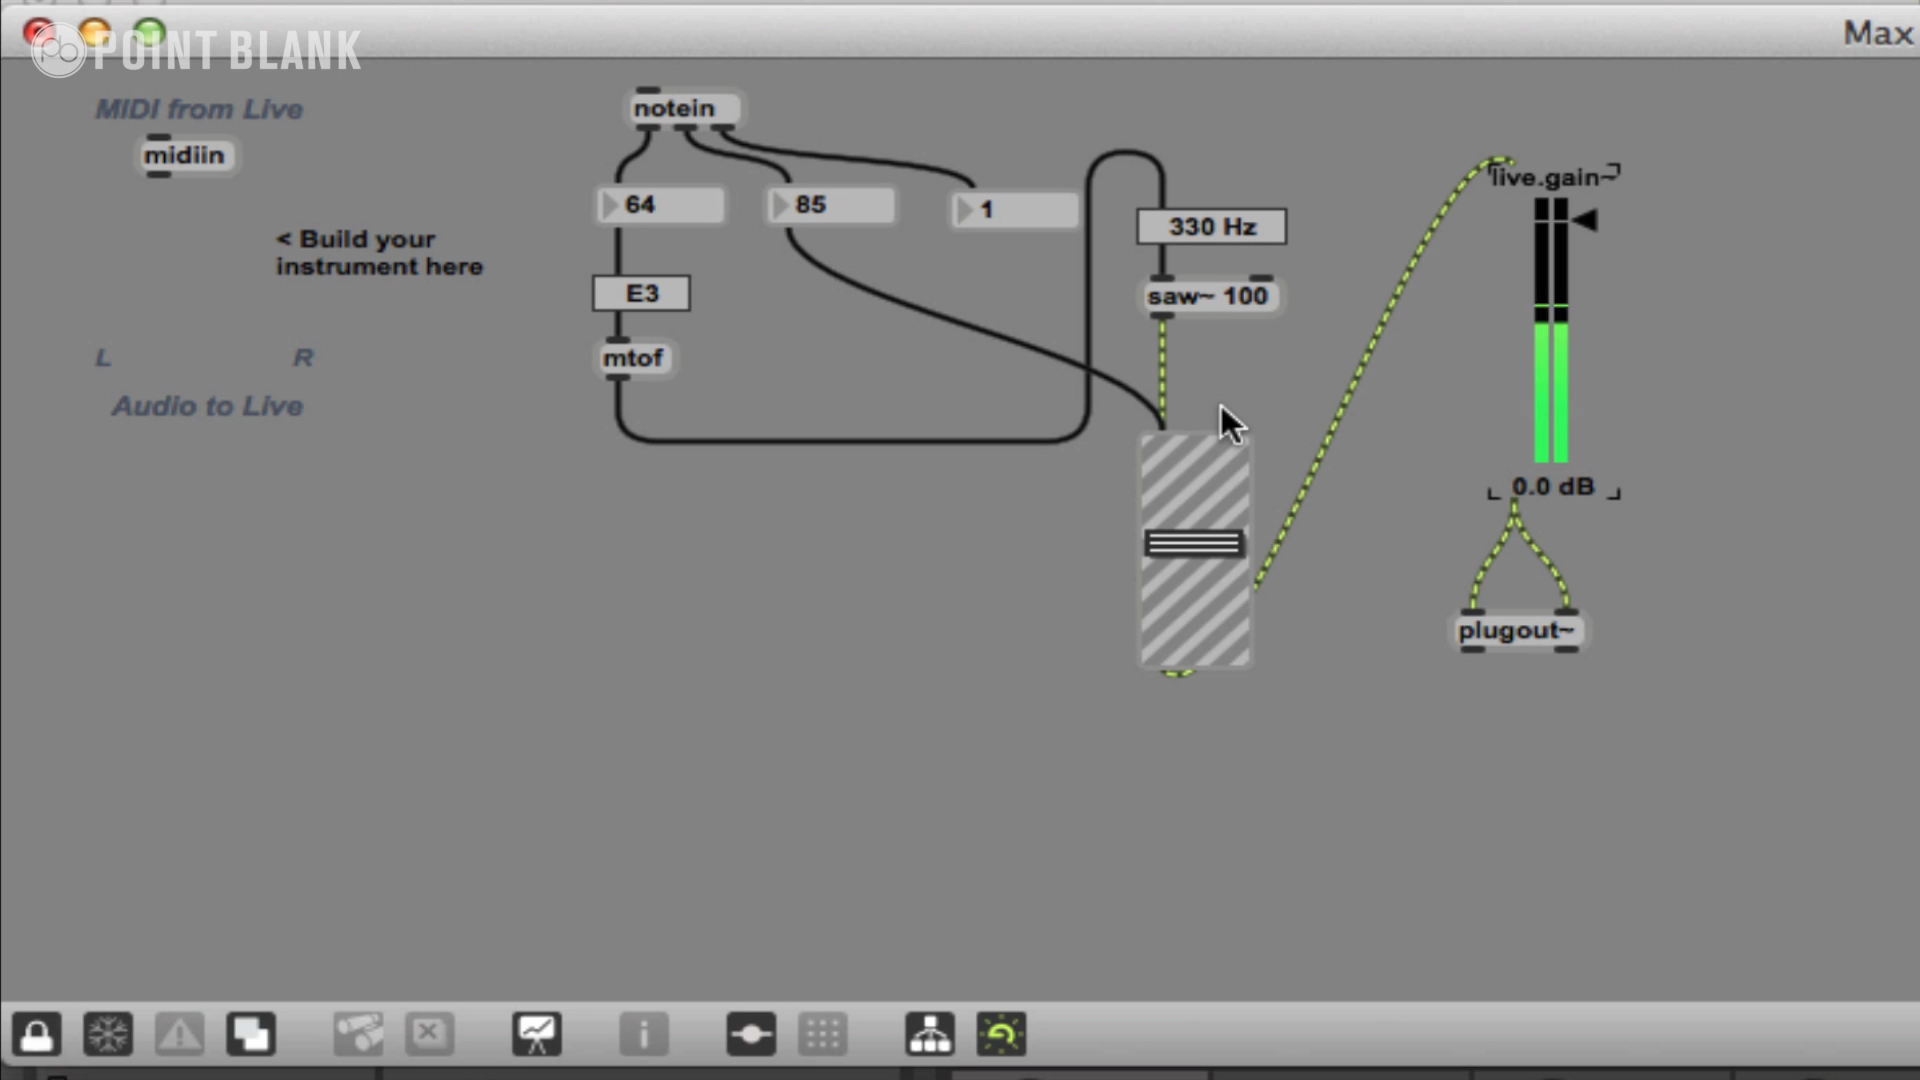 Max
POINT BLANK
MIDI from Live
midiin
< Build your
instrument here
L R
Audio to Live
notein
64
85
1
E3
mtof
330 Hz
saw~ 100
live.gain~
0.0 dB
plugout~